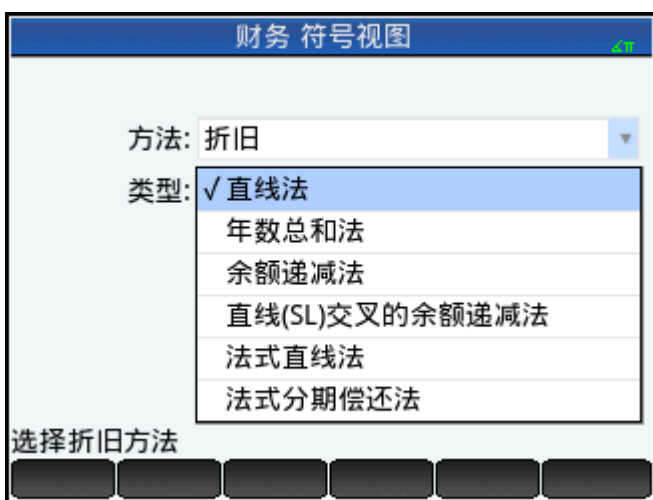 财务 符号视图
∡π
方法: 折旧
类型: √直线法
年数总和法
余额递减法
直线(SL)交叉的余额递减法
法式直线法
法式分期偿还法
选择折旧方法